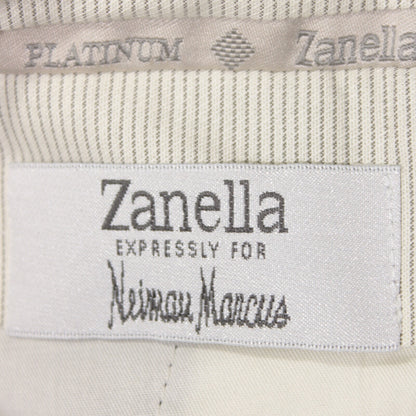 PLATINUM Zanella
Zanella
EXPRESSLY FOR
Neiman Marcus